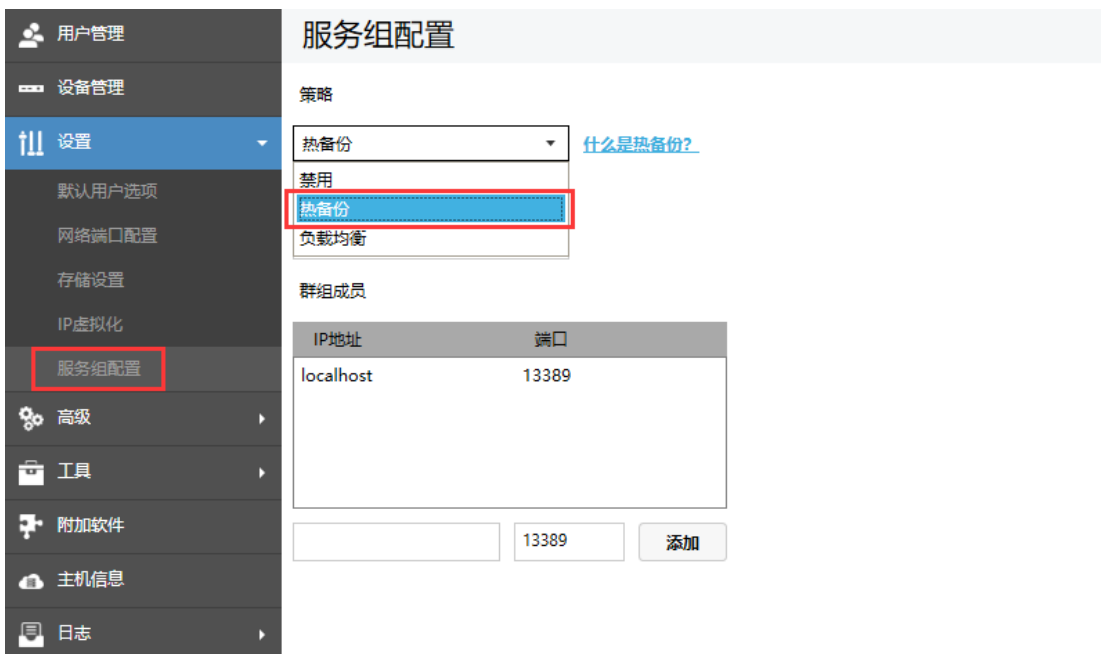 用户管理
设备管理
设置
默认用户选项
网络端口配置
存储设置
IP虚拟化
服务组配置
高级
工具
附加软件
主机信息
日志
服务组配置
策略
热备份
什么是热备份？
禁用
热备份
负载均衡
群组成员
IP地址 端口
localhost 13389
13389 添加